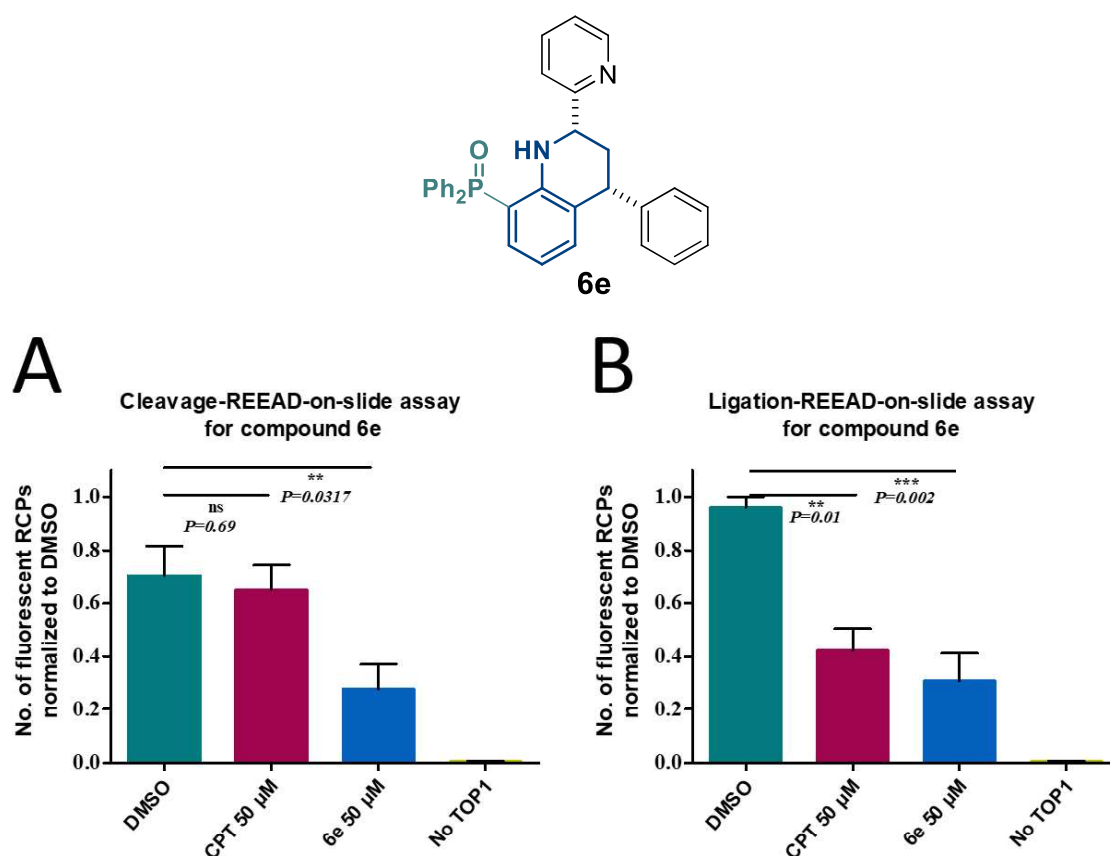 N
O
HN
Ph₂P
6e
A
Cleavage-REEAD-on-slide assay
for compound 6e
No. of fluorescent RCPs
normalized to DMSO
1.0
0.8
0.6
0.4
0.2
0.0
**
P=0.0317
ns
P=0.69
DMSO
CPT 50 µM
6e 50 µM
No TOP1
B
Ligation-REEAD-on-slide assay
for compound 6e
No. of fluorescent RCPs
normalized to DMSO
1.0
0.8
0.6
0.4
0.2
0.0
***
P=0.002
**
P=0.01
DMSO
CPT 50 µM
6e 50 µM
No TOP1